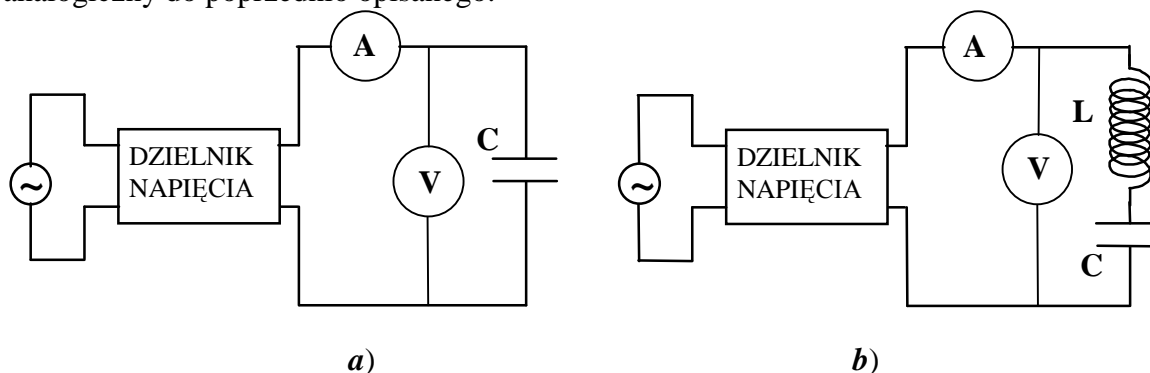 analogiczny do poprzednio opisanego.
A
DZIELNIK
NAPIĘCIA
~
V
C
a)
A
L
DZIELNIK
NAPIĘCIA
~
V
C
b)